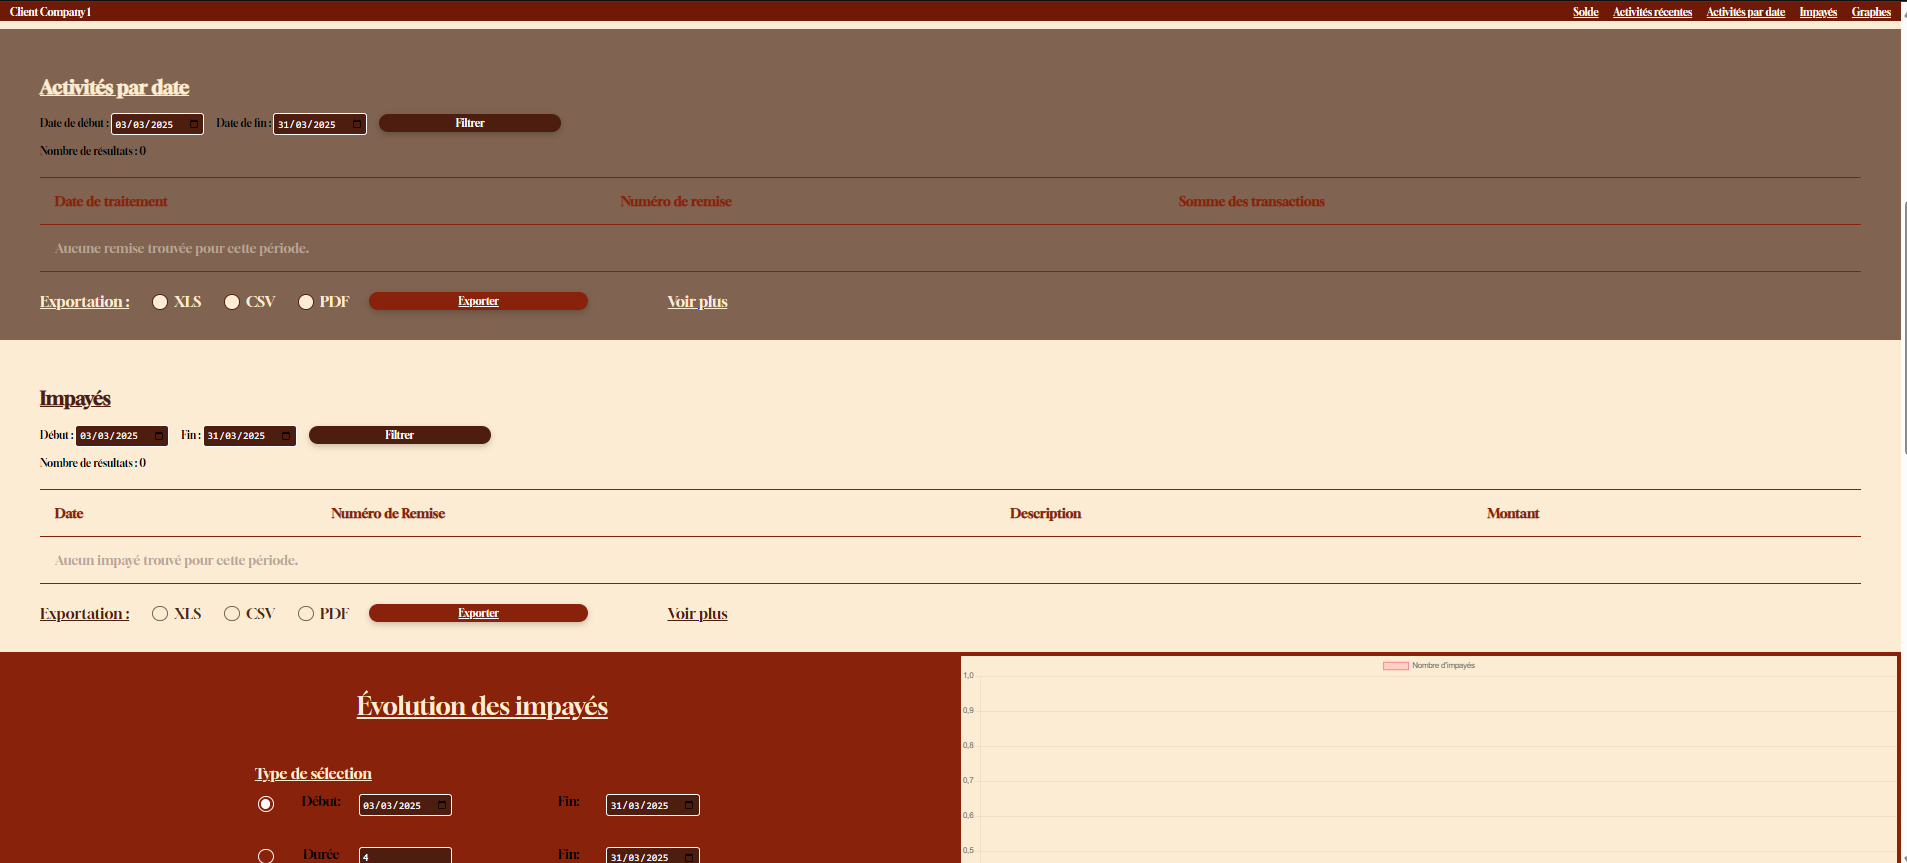 Client Company 1 Solde Activités récentes Activités par date Impayés Graphes
Activités par date
Date de début : 03/03/2025 Date de fin : 31/03/2025 Filtrer
Nombre de résultats : 0
Date de traitement Numéro de remise Somme des transactions
Aucune remise trouvée pour cette période.
Exportation : XLS CSV PDF Exporter Voir plus
Impayés
Début : 03/03/2025 Fin : 31/03/2025 Filtrer
Nombre de résultats : 0
Date Numéro de Remise Description Montant
Aucun impayé trouvé pour cette période.
Exportation : XLS CSV PDF Exporter Voir plus
Évolution des impayés
Type de sélection
Début: 03/03/2025 Fin: 31/03/2025
Durée 4 Fin: 31/03/2025
Nombre d'impayés
1,0
0,9
0,8
0,7
0,6
0,5